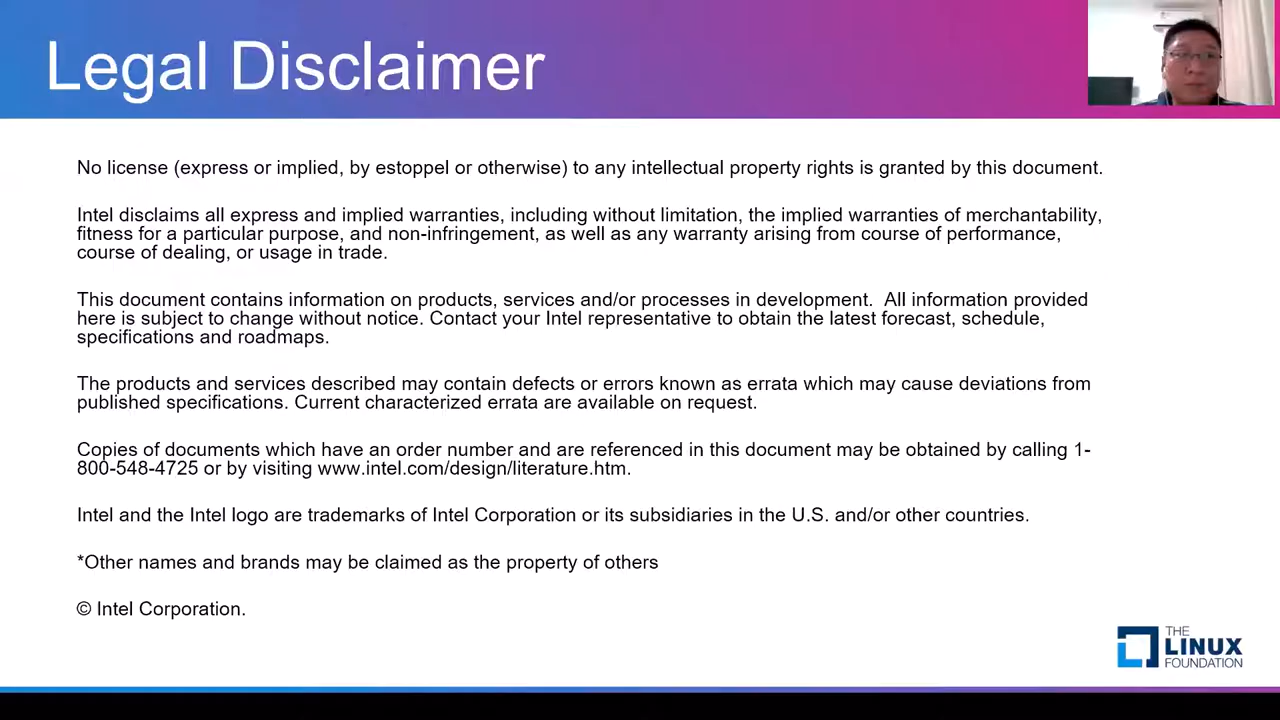 Legal Disclaimer
No license (express or implied, by estoppel or otherwise) to any intellectual property rights is granted by this document.
Intel disclaims all express and implied warranties, including without limitation, the implied warranties of merchantability,
fitness for a particular purpose, and non-infringement, as well as any warranty arising from course of performance,
course of dealing, or usage in trade.
This document contains information on products, services and/or processes in development.  All information provided
here is subject to change without notice. Contact your Intel representative to obtain the latest forecast, schedule,
specifications and roadmaps.
The products and services described may contain defects or errors known as errata which may cause deviations from
published specifications. Current characterized errata are available on request.
Copies of documents which have an order number and are referenced in this document may be obtained by calling 1-
800-548-4725 or by visiting www.intel.com/design/literature.htm.
Intel and the Intel logo are trademarks of Intel Corporation or its subsidiaries in the U.S. and/or other countries.
*Other names and brands may be claimed as the property of others
© Intel Corporation.
THE
LINUX
FOUNDATION